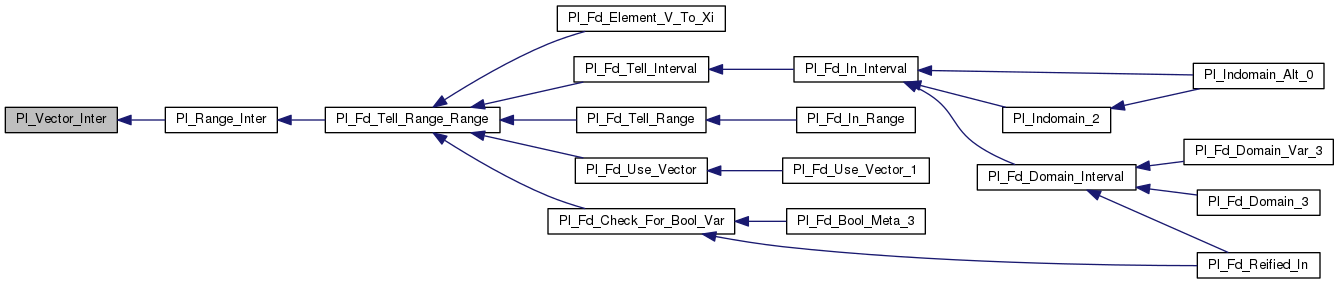 Pl_Fd_Element_V_To_Xi
Pl_Fd_Tell_Interval
Pl_Fd_In_Interval
Pl_Indomain_Alt_0
Pl_Vector_Inter
Pl_Range_Inter
Pl_Fd_Tell_Range_Range
Pl_Fd_Tell_Range
Pl_Fd_In_Range
Pl_Indomain_2
Pl_Fd_Domain_Var_3
Pl_Fd_Use_Vector
Pl_Fd_Use_Vector_1
Pl_Fd_Domain_Interval
Pl_Fd_Domain_3
Pl_Fd_Check_For_Bool_Var
Pl_Fd_Bool_Meta_3
Pl_Fd_Reified_In